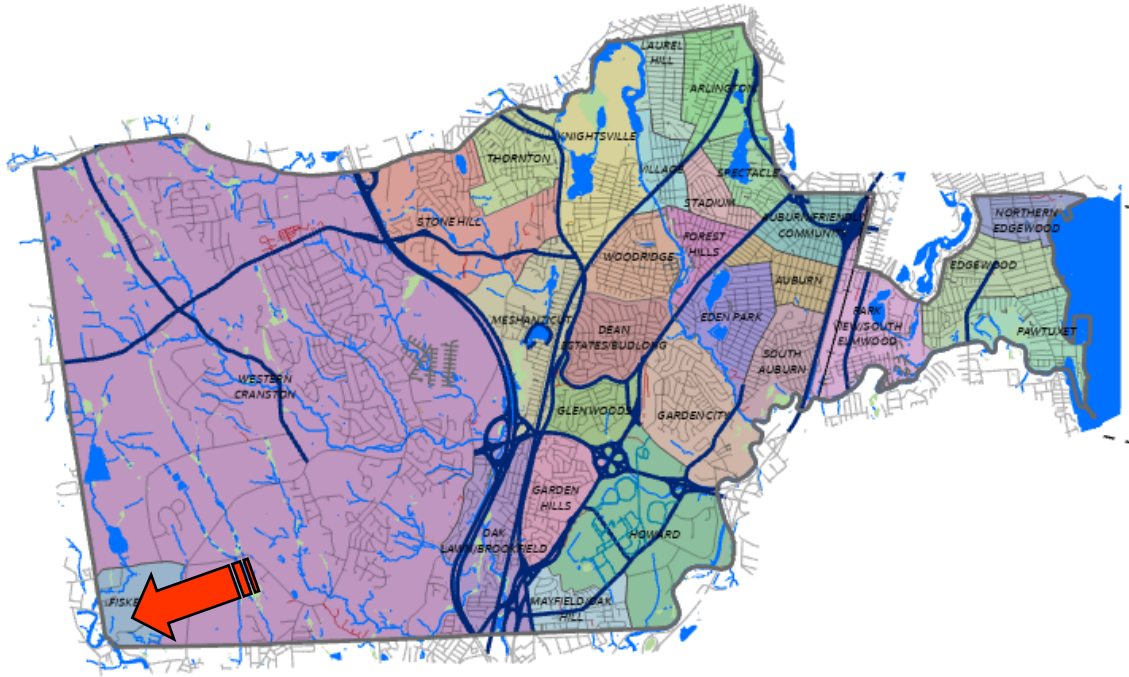 LAUREL
HILL
ARLINGTON
KNIGHTSVILLE
THORNTON
VILLAGE
SPECTACLE
STADIUM
STONE HILL
AUBURN FRIENDLY
COMMUNITY
NORTHERN
EDGEWOOD
FOREST
HILLS
WOODRIDGE
EDGEWOOD
AUBURN
MESHANTICUT
DEAN
ESTATES/BUDLONG
EDEN PARK
PARK
VIEW/SOUTH
ELMWOOD
PAWTUXET
SOUTH
AUBURN
WESTERN
CRANSTON
GLENWOODS
GARDEN CITY
GARDEN
HILLS
OAK
LAWN/BROOKFIELD
HOWARD
FISKE
MAYFIELD/OAK
HILL